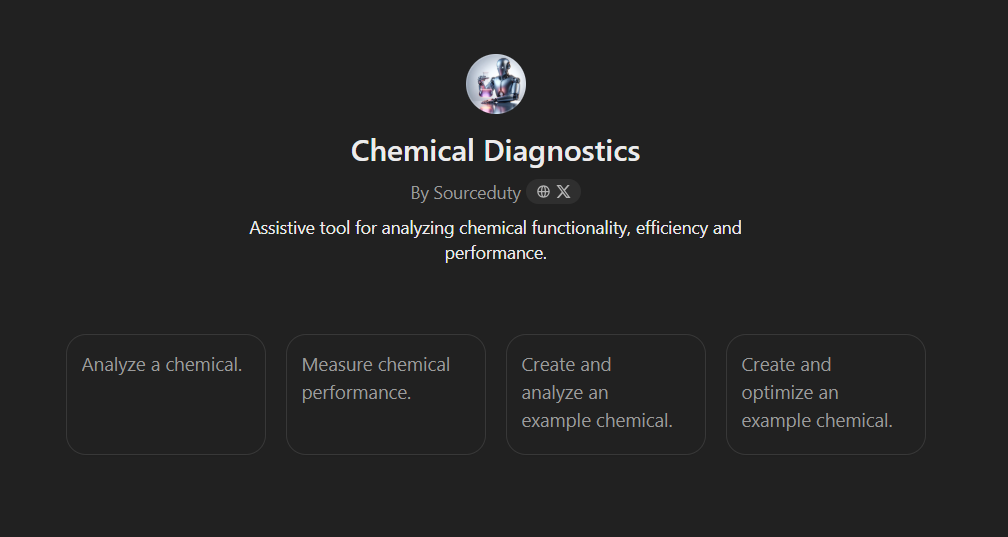 Chemical Diagnostics
By Sourceduty
Assistive tool for analyzing chemical functionality, efficiency and
performance.
Analyze a chemical.
Measure chemical
performance.
Create and
analyze an
example chemical.
Create and
optimize an
example chemical.